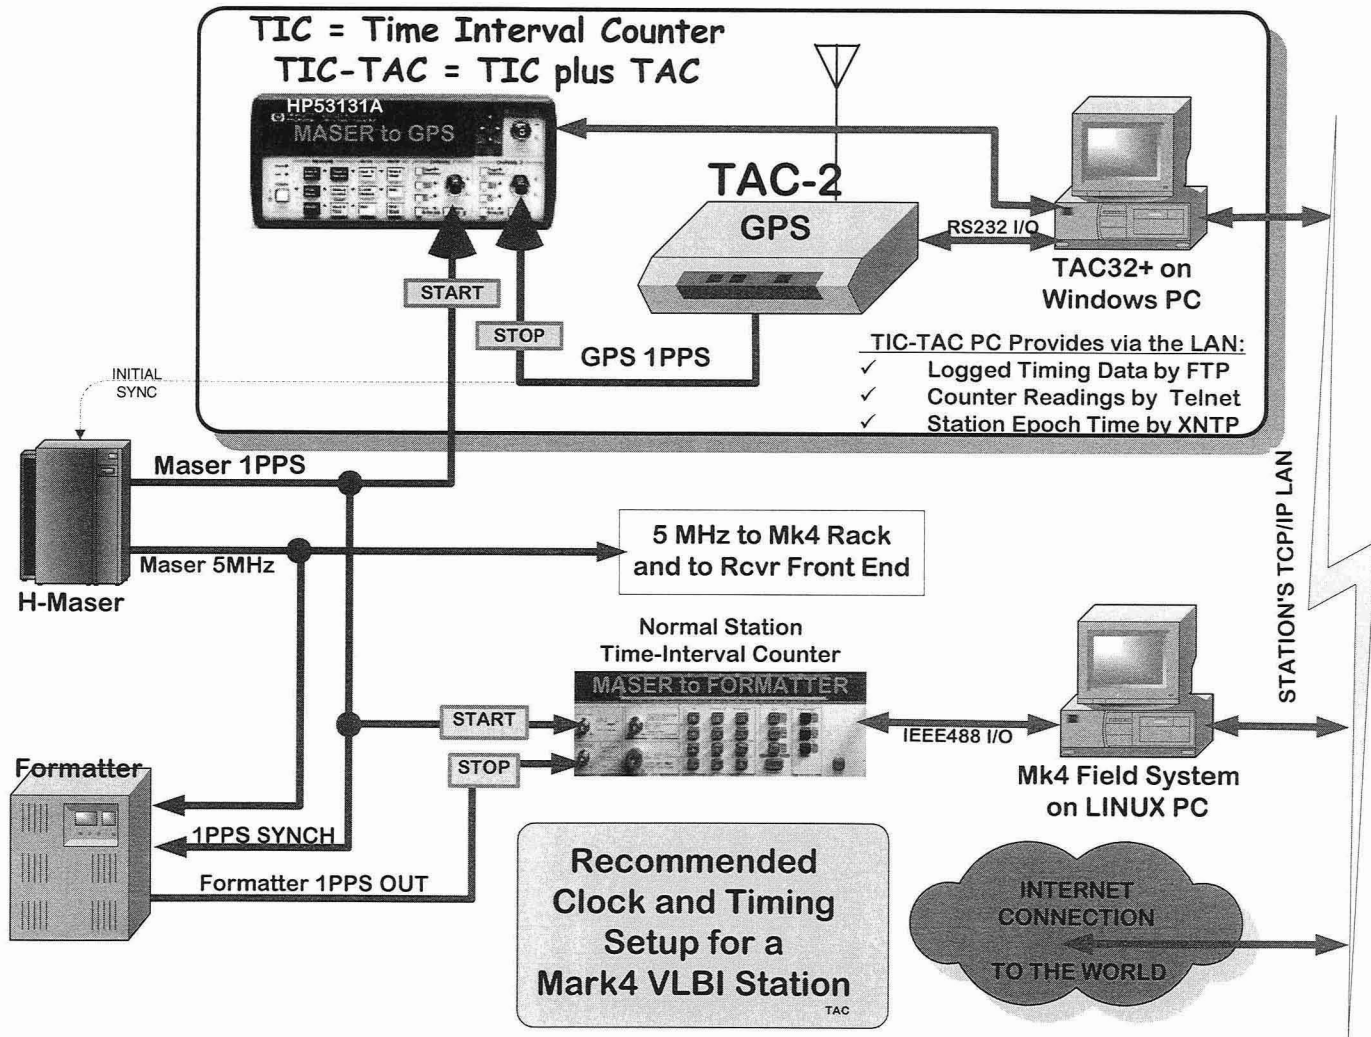 TIC = Time Interval Counter
TIC-TAC = TIC plus TAC
HP53131A
MASER to GPS
TAC-2
GPS
RS232 I/O
TAC32+ on
Windows PC
START
STOP
GPS 1PPS
TIC-TAC PC Provides via the LAN:
✓ Logged Timing Data by FTP
✓ Counter Readings by Telnet
✓ Station Epoch Time by XNTP
INITIAL
SYNC
Maser 1PPS
Maser 5MHz
H-Maser
5 MHz to Mk4 Rack
and to Rcvr Front End
STATION'S TCP/IP LAN
Normal Station
Time-Interval Counter
MASER to FORMATTER
START
STOP
IEEE488 I/O
Mk4 Field System
on LINUX PC
Formatter
1PPS SYNCH
Formatter 1PPS OUT
Recommended
Clock and Timing
Setup for a
Mark4 VLBI Station
TAC
INTERNET
CONNECTION
TO THE WORLD